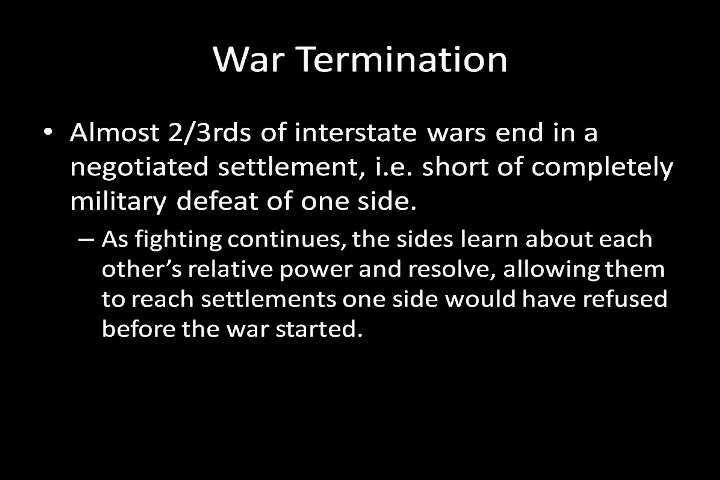 War Termination
• Almost 2/3rds of interstate wars end in a
negotiated settlement, i.e. short of completely
military defeat of one side.
– As fighting continues, the sides learn about each
other’s relative power and resolve, allowing them
to reach settlements one side would have refused
before the war started.